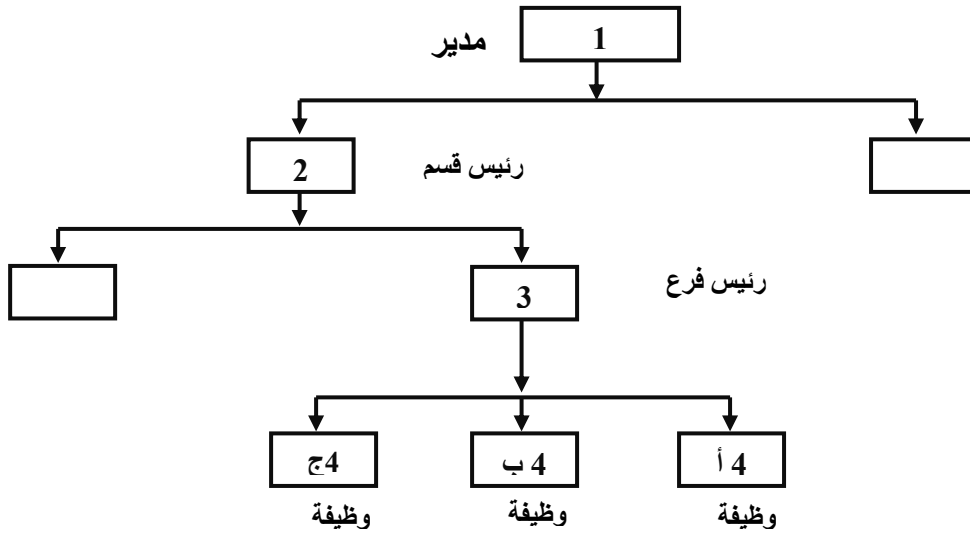 مدير 1
رئيس قسم 2
رئيس فرع 3
4 أ 4 ب 4ج
وظيفة وظيفة وظيفة